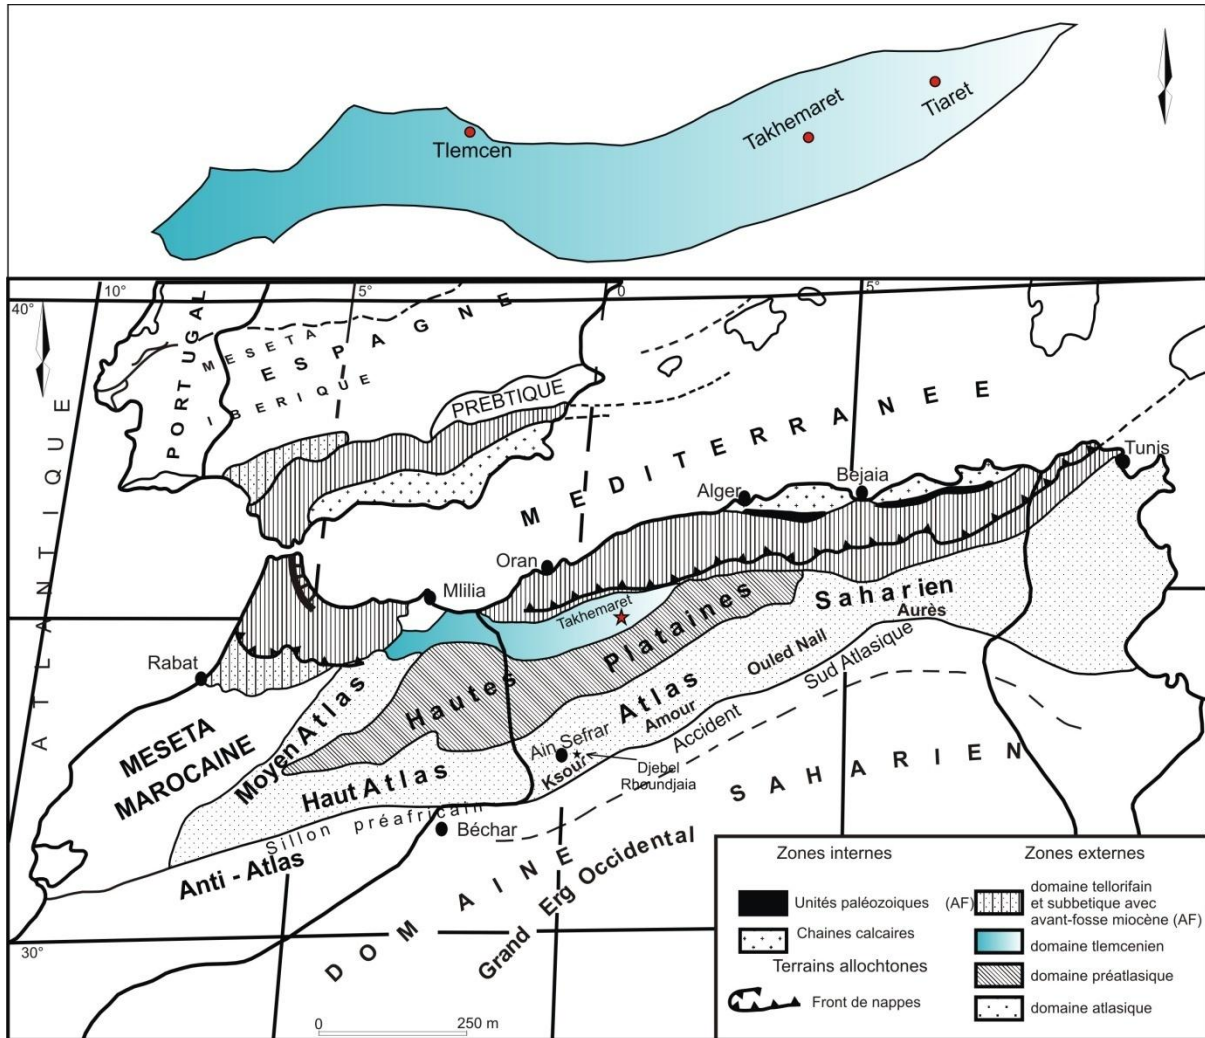 Tlemcen
Takhemaret
Tiaret
40°
10°
5°
0
5°
PORTUGAL
MESETA
ESPAGNE
IBERIQUE
PREBTIQUE
MEDITERRANEE
ATLANTIQUE
Tunis
Bejaia
Alger
Oran
Mlilia
Takhemaret
Rabat
Saharien
Aurès
Hautes Plataines
Ouled Nail
Moyen Atlas
Atlas
Amour
Sud Atlasique
Accident
MESETA
MAROCAINE
Ain Sefrar
Ksour
Djebel
Rhoundjaia
Haut Atlas
Sillon préafricain
Béchar
Anti - Atlas
DOMAINE SAHARIEN
Grand Erg Occidental
30°
0
250 m
Zones internes
Unités paléozoiques
Chaines calcaires
Terrains allochtones
Front de nappes
Zones externes
(AF)
domaine tellorifain
et subbetique avec
avant-fosse miocène (AF)
domaine tlemcenien
domaine préatlasique
domaine atlasique